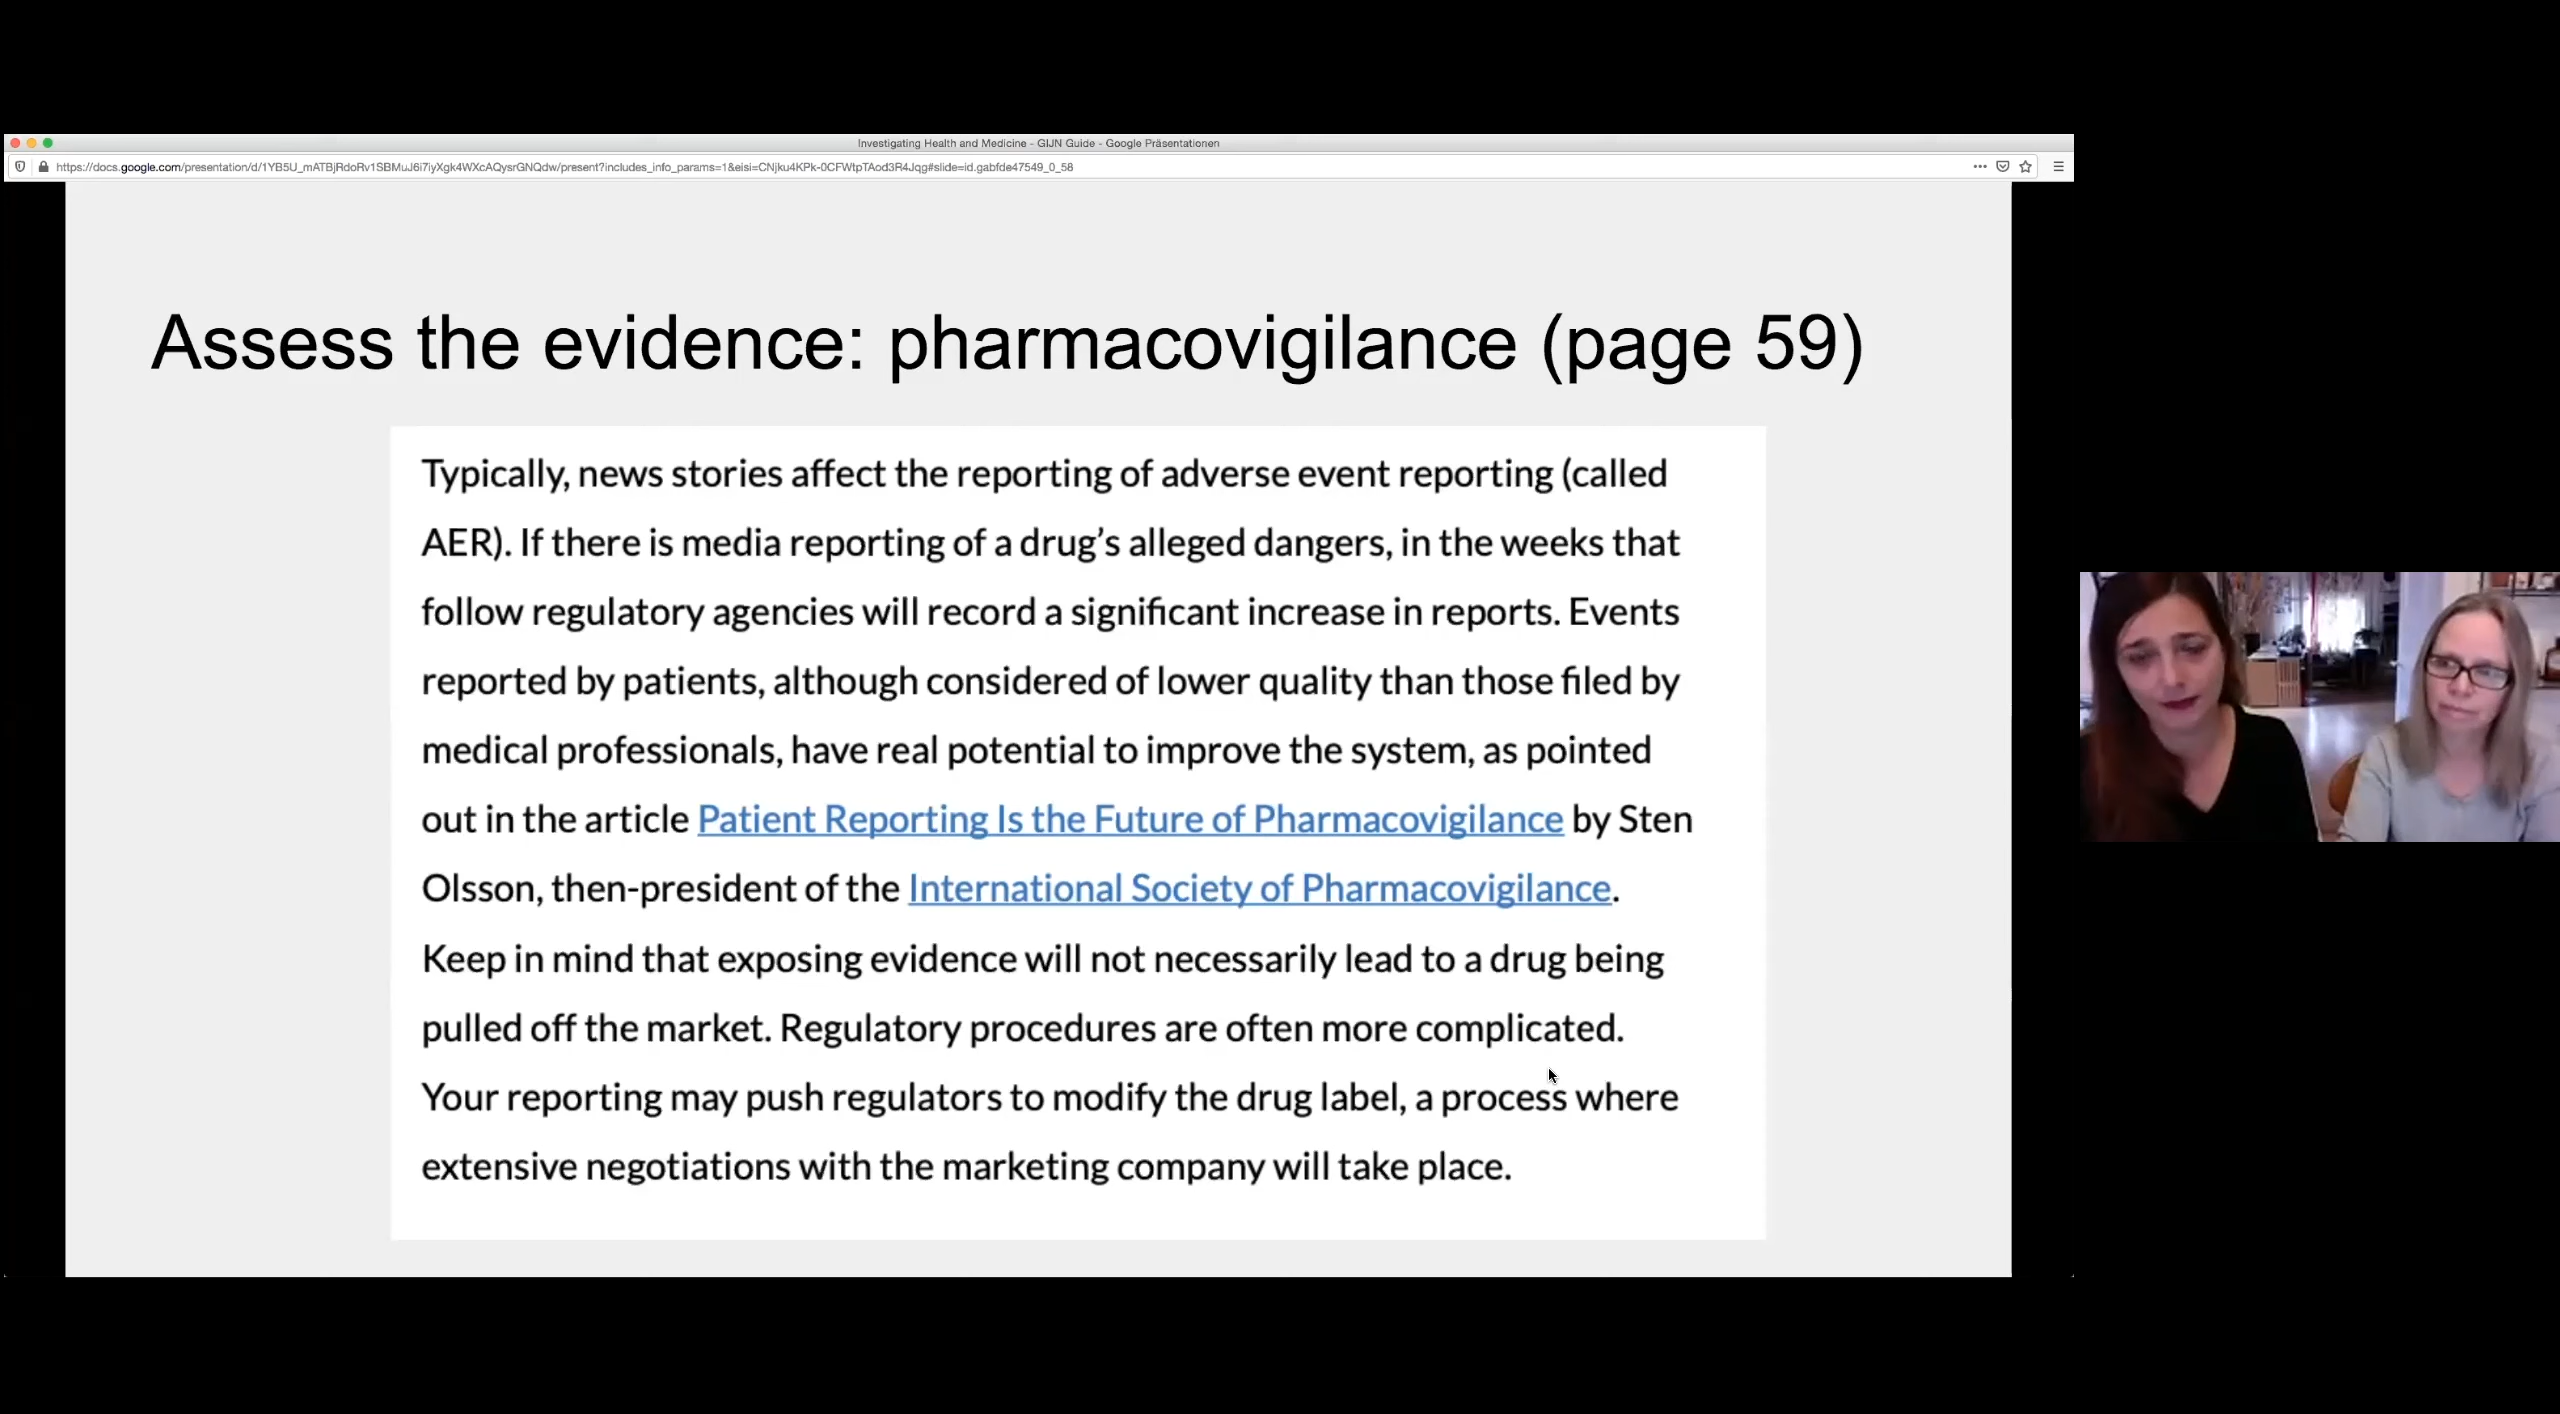 Investigating Health and Medicine - GIJN Guide - Google Präsentationen
https://docs.google.com/presentation/d/1YB5U_mATBjRdoRv1SBMuJ6i7iyXgk4WXcAQysrGNQdw/present?includes_info_params=1&eisi=CNjku4KPk-0CFWtpTAod3R4Jqg#slide=id.gabfde47549_0_58
Assess the evidence: pharmacovigilance (page 59)
Typically, news stories affect the reporting of adverse event reporting (called
AER). If there is media reporting of a drug’s alleged dangers, in the weeks that
follow regulatory agencies will record a significant increase in reports. Events
reported by patients, although considered of lower quality than those filed by
medical professionals, have real potential to improve the system, as pointed
out in the article Patient Reporting Is the Future of Pharmacovigilance by Sten
Olsson, then-president of the International Society of Pharmacovigilance.
Keep in mind that exposing evidence will not necessarily lead to a drug being
pulled off the market. Regulatory procedures are often more complicated.
Your reporting may push regulators to modify the drug label, a process where
extensive negotiations with the marketing company will take place.